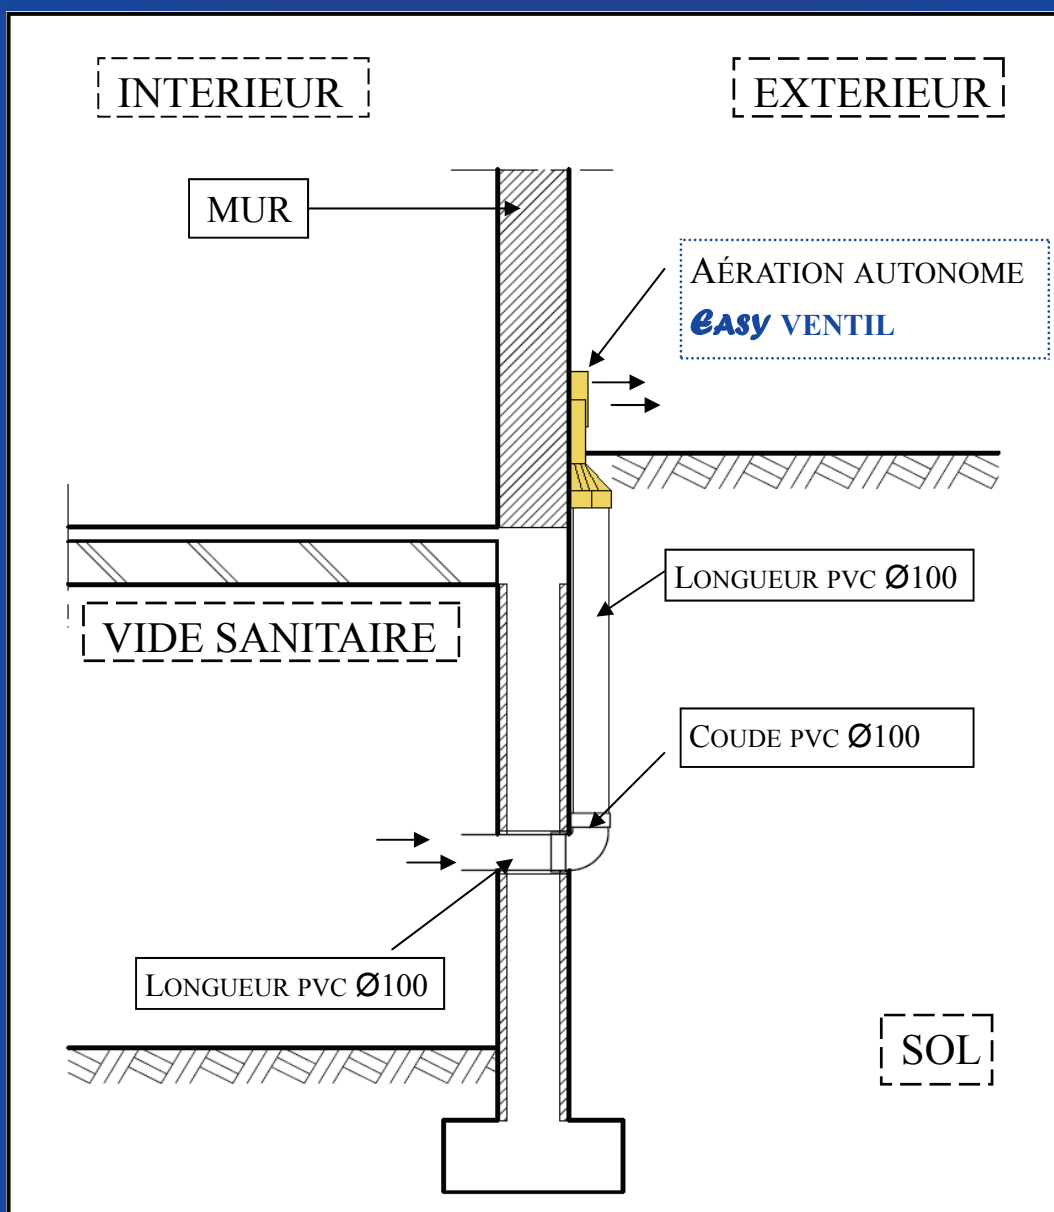 INTERIEUR
EXTERIEUR
MUR
AÉRATION AUTONOME
EASY VENTIL
LONGUEUR PVC Ø100
VIDE SANITAIRE
COUDE PVC Ø100
LONGUEUR PVC Ø100
SOL